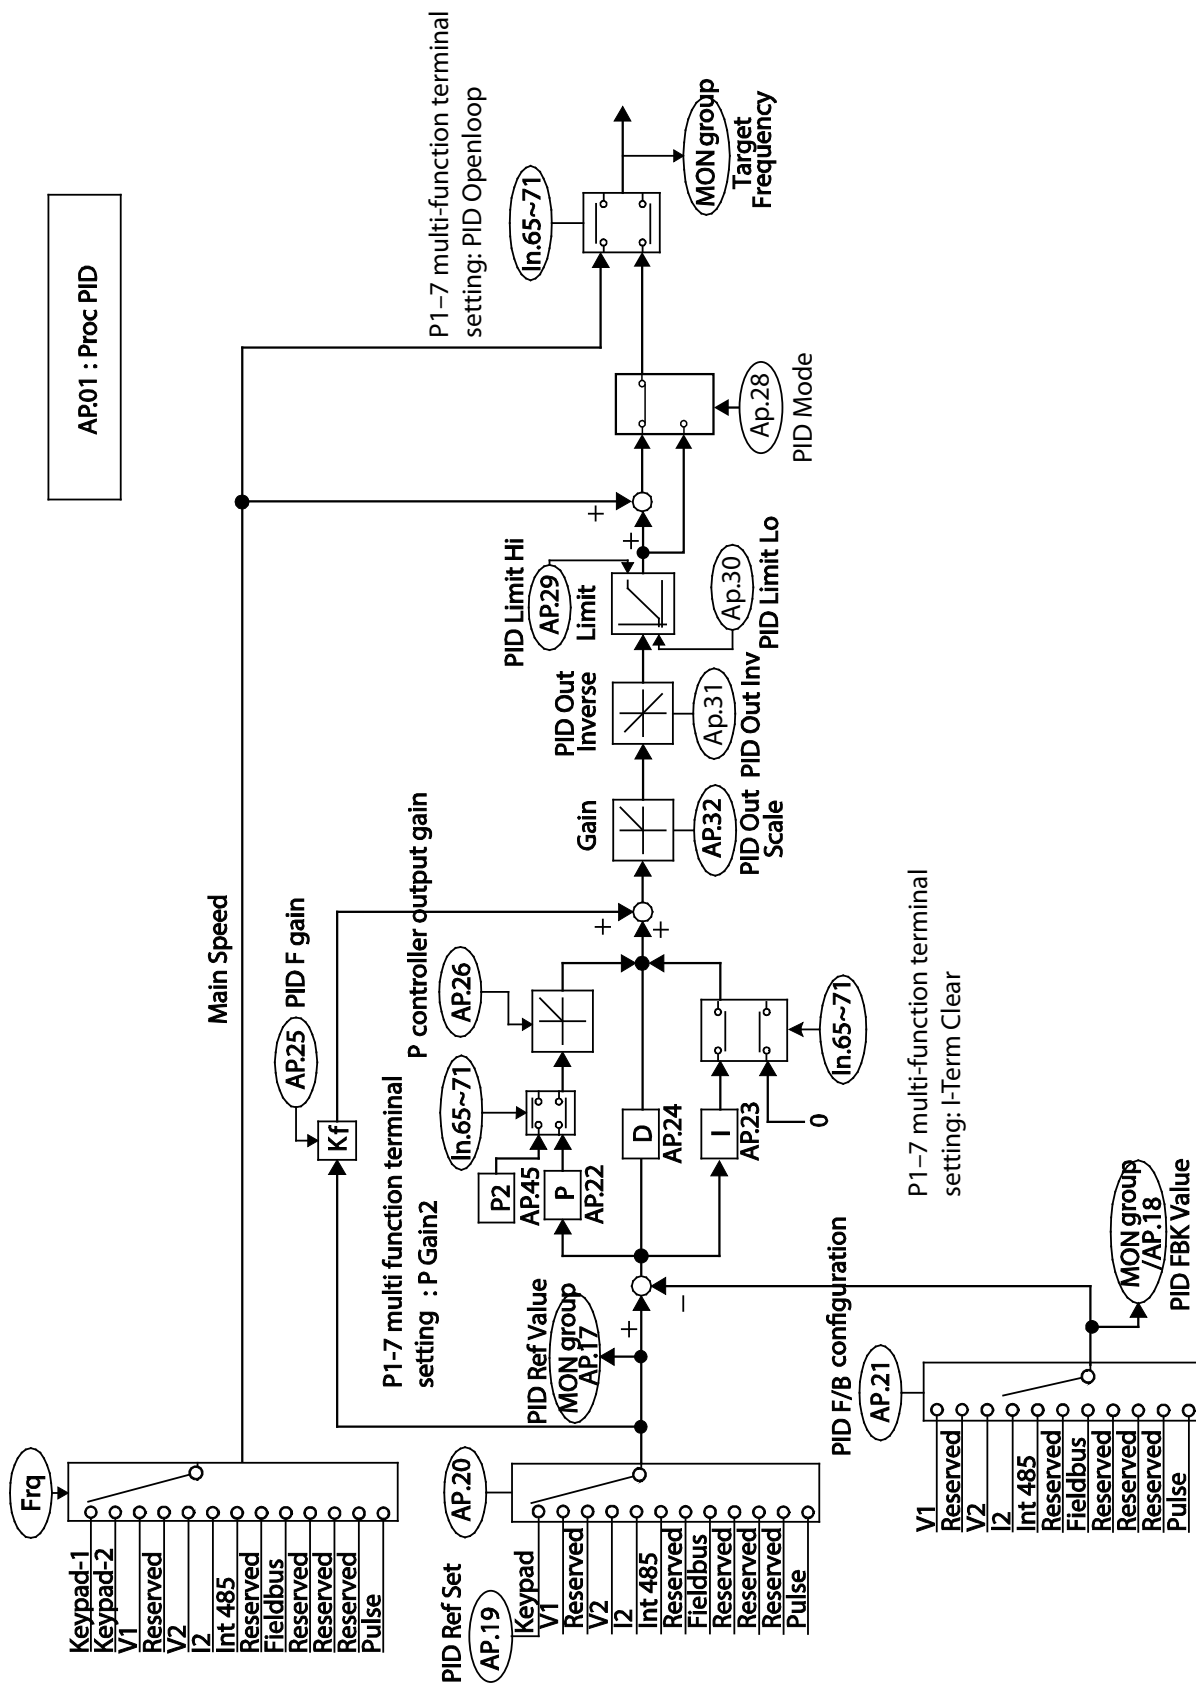 AP.01 : Proc PID
Frq
Keypad-1
Keypad-2
V1
Reserved
V2
I2
Int 485
Reserved
Fieldbus
Reserved
Reserved
Reserved
Pulse
Main Speed
AP.25
PID F gain
Kf
P1-7 multi function terminal
setting : P Gain2
In.65~71
P controller output gain
AP.26
P2
AP.45
P
AP.22
D
AP.24
I
AP.23
0
In.65~71
P1–7 multi-function terminal
setting: I-Term Clear
PID Ref Set
AP.19
AP.20
Keypad
V1
Reserved
V2
I2
Int 485
Reserved
Fieldbus
Reserved
Reserved
Reserved
Pulse
PID Ref Value
MON group
AP.17
+
–
PID F/B configuration
AP.21
V1
Reserved
V2
I2
Int 485
Reserved
Fieldbus
Reserved
Reserved
Reserved
Pulse
MON group
/AP.18
PID FBK Value
+
+
Gain
AP.32
PID Out
Scale
PID Out
Inverse
Ap.31
PID Out Inv
PID Limit Hi
AP.29
Limit
Ap.30
PID Limit Lo
+
+
Ap.28
PID Mode
P1–7 multi-function terminal
setting: PID Openloop
In.65~71
MON group
Target
Frequency